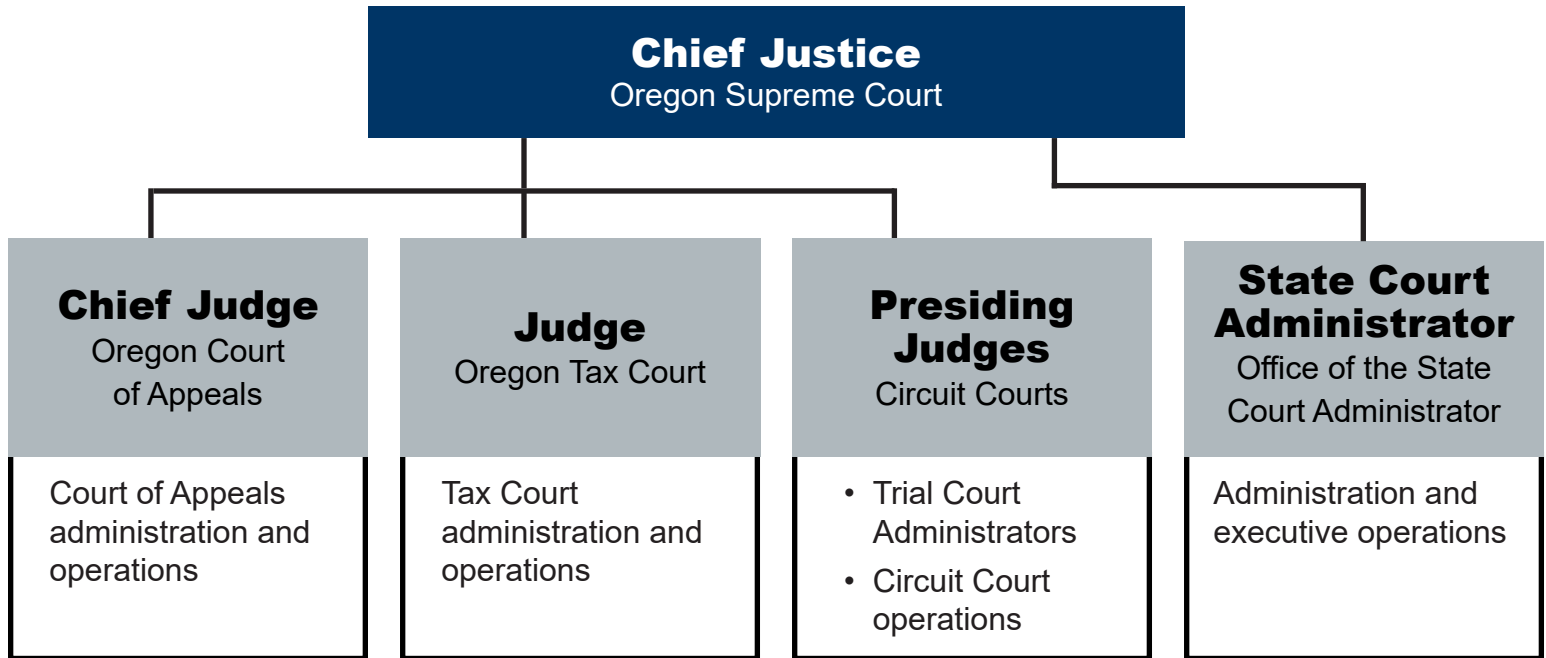 Chief Justice
Oregon Supreme Court
Chief Judge
Oregon Court
of Appeals
Court of Appeals
administration and
operations
Judge
Oregon Tax Court
Tax Court
administration and
operations
Presiding
Judges
Circuit Courts
• Trial Court
Administrators
• Circuit Court
operations
State Court
Administrator
Office of the State
Court Administrator
Administration and
executive operations